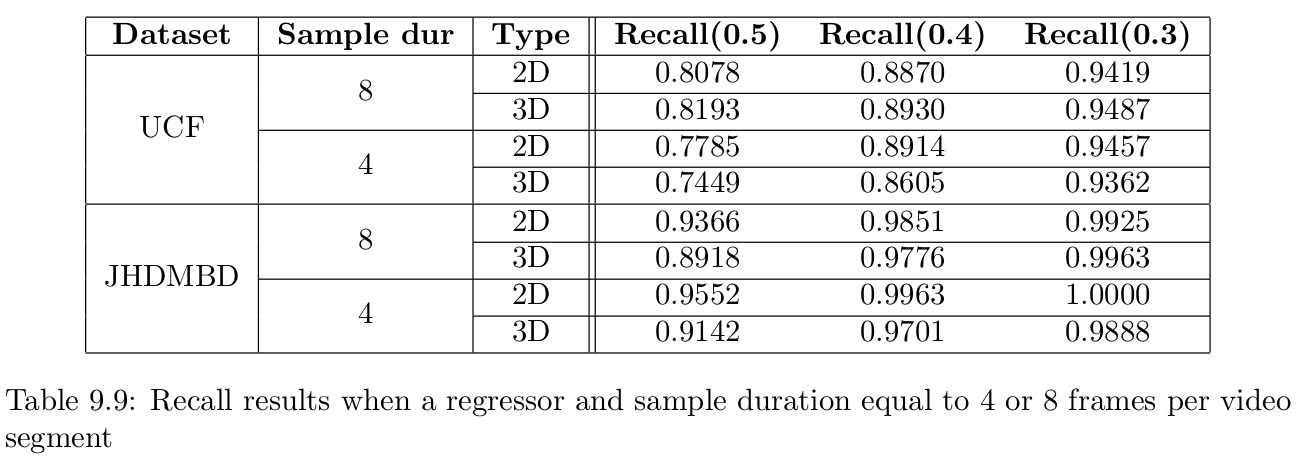 Dataset Sample dur Type Recall(0.5) Recall(0.4) Recall(0.3)
UCF 8 2D 0.8078 0.8870 0.9419
3D 0.8193 0.8930 0.9487
4 2D 0.7785 0.8914 0.9457
3D 0.7449 0.8605 0.9362
JHDMBD 8 2D 0.9366 0.9851 0.9925
3D 0.8918 0.9776 0.9963
4 2D 0.9552 0.9963 1.0000
3D 0.9142 0.9701 0.9888
Table 9.9: Recall results when a regressor and sample duration equal to 4 or 8 frames per video
segment